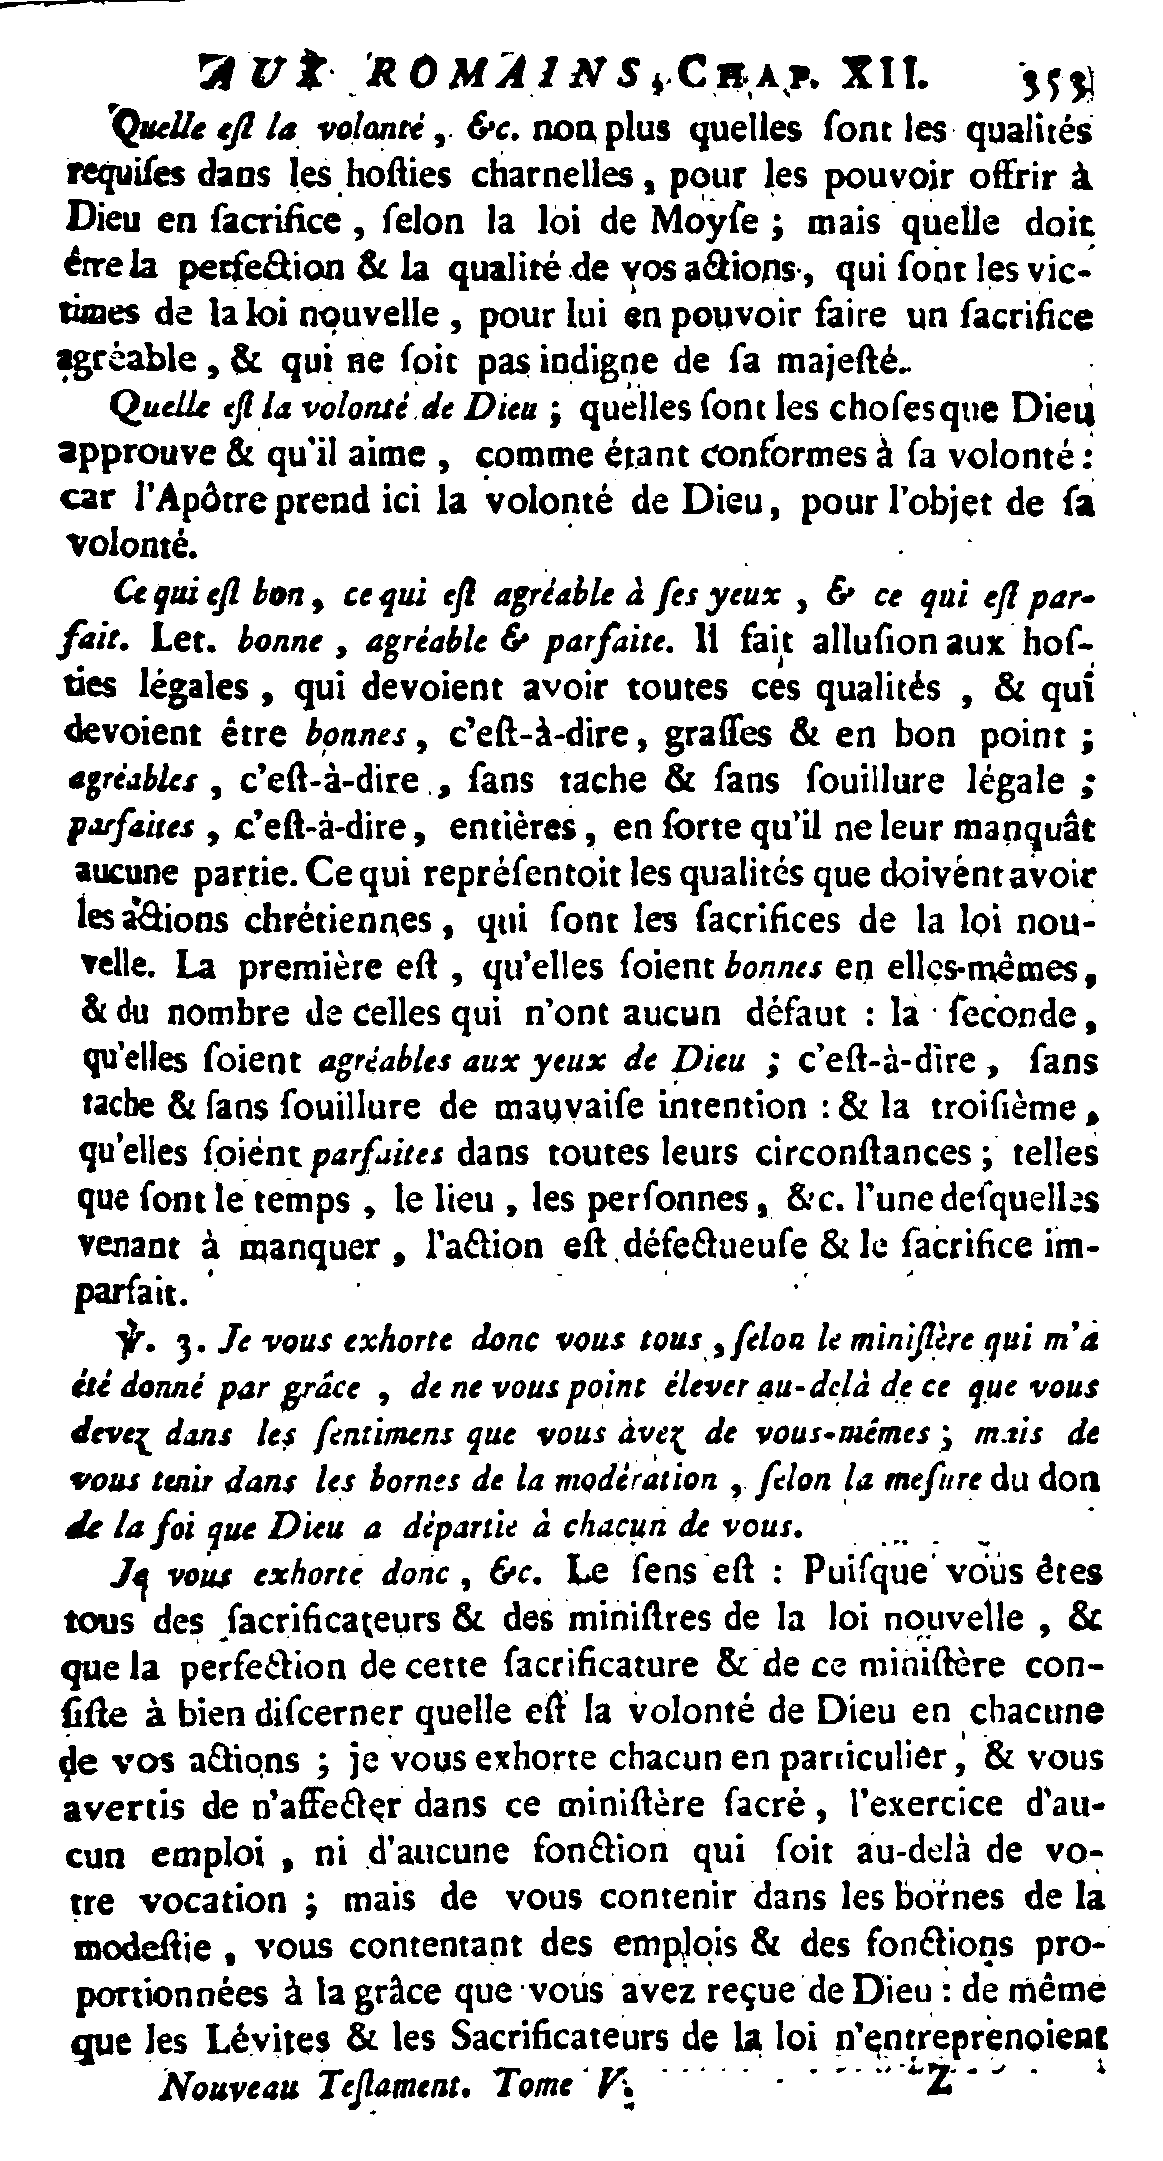 AUX ROMAINS, CHAP. XII. 353
Quelle eſt la volonté, &c. non plus quelles ſont les qualités
requiſes dans les hoſties charnelles, pour les pouvoir offrir à
Dieu en ſacrifice, ſelon la loi de Moyſe; mais quelle doit
être la perfection & la qualité de vos actions, qui ſont les vic-
times de la loi nouvelle, pour lui en pouvoir faire un ſacrifice
agréable, & qui ne ſoit pas indigne de ſa majeſté.
Quelle eſt la volonté de Dieu; quelles ſont les choſes que Dieu
approuve & qu'il aime, comme étant conformes à ſa volonté:
car l'Apôtre prend ici la volonté de Dieu, pour l'objet de ſa
volonté.
Ce qui eſt bon, ce qui eſt agréable à ſes yeux, & ce qui eſt par-
fait. Let. bonne, agréable & parfaite. Il fait alluſion aux hoſ-
ties légales, qui devoient avoir toutes ces qualités, & qui
devoient être bonnes, c'eſt-à-dire, graſſes & en bon point;
agréables, c'eſt-à-dire, ſans tache & ſans ſouillure légale;
parfaites, c'eſt-à-dire, entières, en ſorte qu'il ne leur manquât
aucune partie. Ce qui repréſentoit les qualités que doivent avoir
les actions chrétiennes, qui ſont les ſacrifices de la loi nou-
velle. La première eſt, qu'elles ſoient bonnes en elles-mêmes,
& du nombre de celles qui n'ont aucun défaut: la ſeconde,
qu'elles ſoient agréables aux yeux de Dieu; c'eſt-à-dire, ſans
tache & ſans ſouillure de mauvaiſe intention: & la troiſième,
qu'elles ſoient parfaites dans toutes leurs circonſtances; telles
que ſont le temps, le lieu, les perſonnes, &c. l'une deſquelles
venant à manquer, l'action eſt défectueuſe & le ſacrifice im-
parfait.
℣. 3. Je vous exhorte donc vous tous, ſelon le miniſtère qui m'a
été donné par grâce, de ne vous point élever au-delà de ce que vous
devez dans les ſentimens que vous avez de vous-mêmes; mais de
vous tenir dans les bornes de la modération, ſelon la meſure du don
de la foi que Dieu a départie à chacun de vous.
Je vous exhorte donc, &c. Le ſens eſt: Puiſque vous êtes
tous des ſacrificateurs & des miniſtres de la loi nouvelle, &
que la perfection de cette ſacrificature & de ce miniſtère con-
ſiſte à bien diſcerner quelle eſt la volonté de Dieu en chacune
de vos actions; je vous exhorte chacun en particulier, & vous
avertis de n'affecter dans ce miniſtère ſacré, l'exercice d'au-
cun emploi, ni d'aucune fonction qui ſoit au-delà de vo-
tre vocation; mais de vous contenir dans les bornes de la
modeſtie, vous contentant des emplois & des fonctions pro-
portionnées à la grâce que vous avez reçue de Dieu: de même
que les Lévites & les Sacrificateurs de la loi n'entreprenoient
Nouveau Teſtament. Tome V. Z